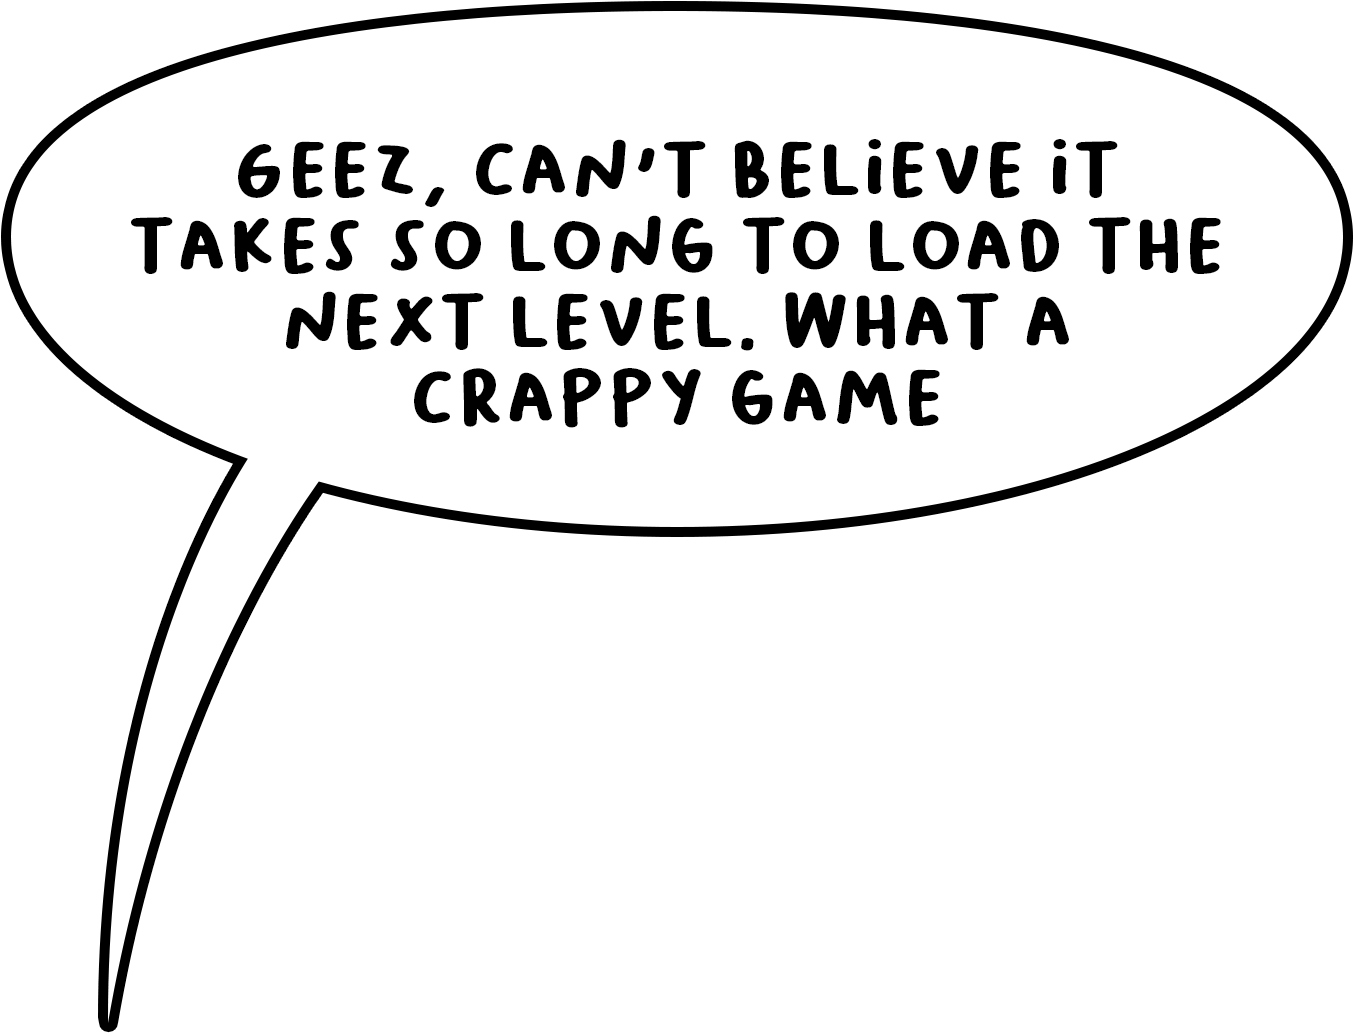 GEEZ, CAN'T BELIEVE IT
TAKES SO LONG TO LOAD THE
NEXT LEVEL. WHAT A
CRAPPY GAME